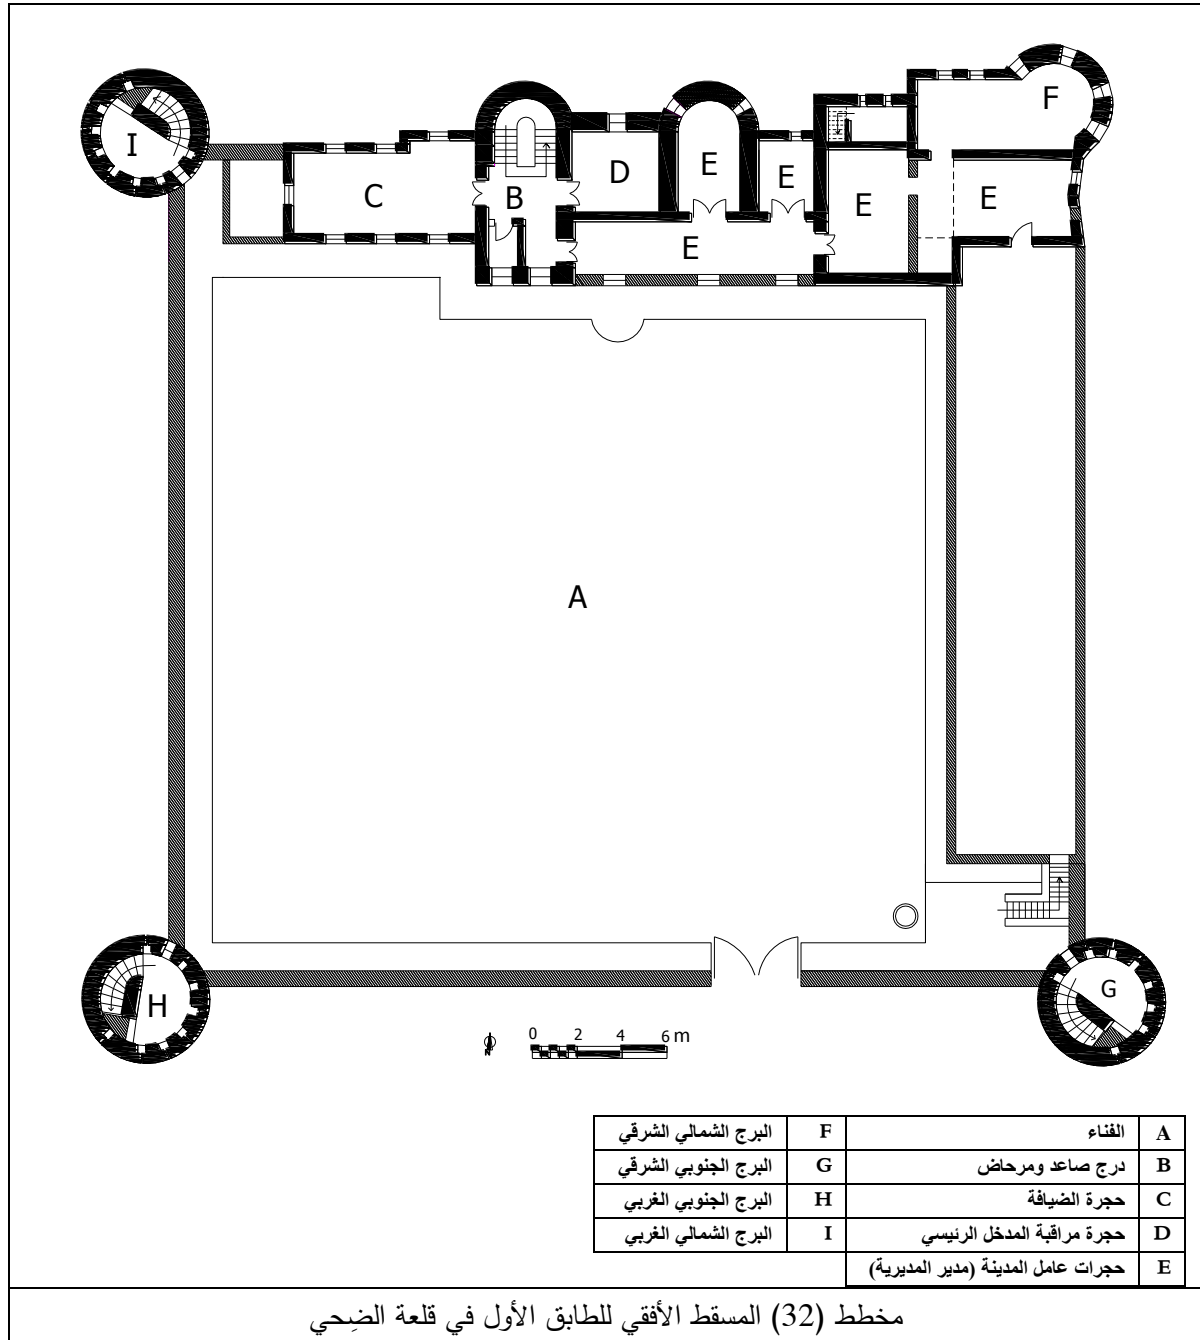 I
C
B
D
E
E
E
E
E
F
A
H
G
0 2 4 6 m
A الفناء F البرج الشمالي الشرقي
B درج صاعد ومرحاض G البرج الجنوبي الشرقي
C حجرة الضيافة H البرج الجنوبي الغربي
D حجرة مراقبة المدخل الرئيسي I البرج الشمالي الغربي
E حجرات عامل المدينة (مدير المديرية)
مخطط (32) المسقط الأفقي للطابق الأول في قلعة الضِحي